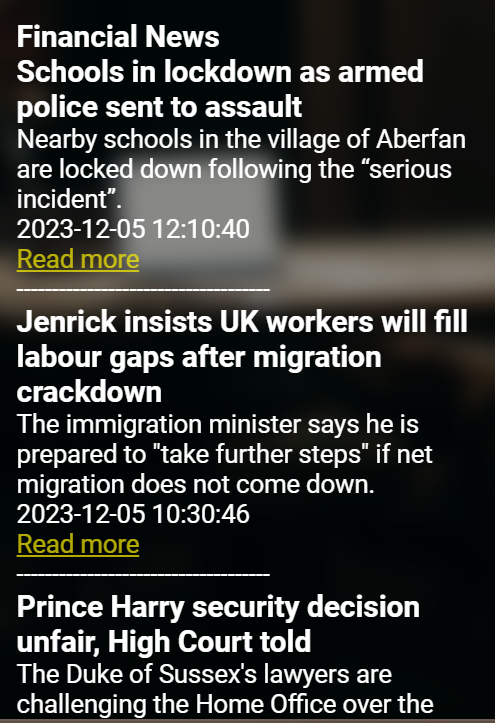 Financial News
Schools in lockdown as armed
police sent to assault
Nearby schools in the village of Aberfan
are locked down following the “serious
incident”.
2023-12-05 12:10:40
Read more
------------------------------------
Jenrick insists UK workers will fill
labour gaps after migration
crackdown
The immigration minister says he is
prepared to "take further steps" if net
migration does not come down.
2023-12-05 10:30:46
Read more
------------------------------------
Prince Harry security decision
unfair, High Court told
The Duke of Sussex's lawyers are
challenging the Home Office over the